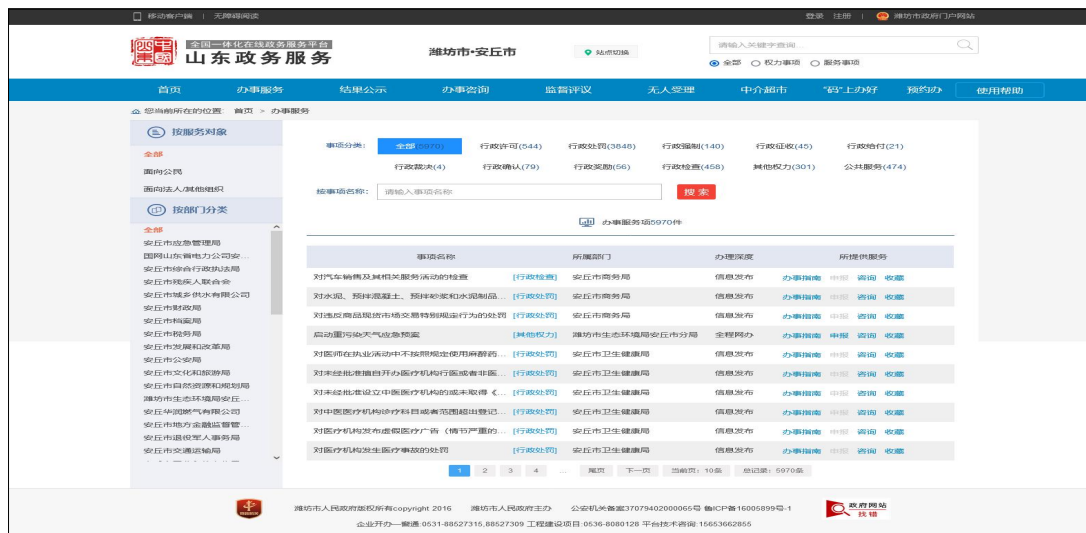 移动客户端 | 无障碍阅读 登录 注册 | 潍坊市政府门户网站
全国一体化在线政务服务平台
山东政务服务
潍坊市•安丘市 站点切换
请输入关键字查询...
全部 权力事项 服务事项
首页 办事服务 结果公示 办事咨询 监督评议 无人受理 中介超市 "码"上办好 预约办 使用帮助
您当前所在的位置: 首页 > 办事服务
按服务对象
全部
面向公民
面向法人/其他组织
按部门分类
全部
安丘市应急管理局
国网山东省电力公司安...
安丘市综合行政执法局
安丘市残疾人联合会
安丘市城乡供水有限公司
安丘市财政局
安丘市档案局
安丘市税务局
安丘市发展和改革局
安丘市公安局
安丘市文化和旅游局
安丘市自然资源和规划局
潍坊市生态环境局安丘...
安丘华润燃气有限公司
安丘市地方金融监督管...
安丘市退役军人事务局
安丘市交通运输局
事项分类: 全部(5970) 行政许可(544) 行政处罚(3848) 行政强制(140) 行政征收(45) 行政给付(21)
行政裁决(4) 行政确认(79) 行政奖励(56) 行政检查(458) 其他权力(301) 公共服务(474)
按事项名称: 请输入事项名称 搜索
办事服务项5970件
事项名称 所属部门 办理深度 所提供服务
对汽车销售及其相关服务活动的检查 [行政检查] 安丘市商务局 信息发布 办事指南 申报 咨询 收藏
对水泥、预拌混凝土、预拌砂浆和水泥制品... [行政处罚] 安丘市商务局 信息发布 办事指南 申报 咨询 收藏
对违反商品现货市场交易特别规定行为的处罚 [行政处罚] 安丘市商务局 信息发布 办事指南 申报 咨询 收藏
启动重污染天气应急预案 [其他权力] 潍坊市生态环境局安丘市分局 全程网办 办事指南 申报 咨询 收藏
对医师在执业活动中不按照规定使用麻醉药... [行政处罚] 安丘市卫生健康局 信息发布 办事指南 申报 咨询 收藏
对未经批准擅自开办医疗机构行医或者非医... [行政处罚] 安丘市卫生健康局 信息发布 办事指南 申报 咨询 收藏
对未经批准设立中医医疗机构的或未取得《... [行政处罚] 安丘市卫生健康局 信息发布 办事指南 申报 咨询 收藏
对中医医疗机构诊疗科目或者范围超出登记... [行政处罚] 安丘市卫生健康局 信息发布 办事指南 申报 咨询 收藏
对医疗机构发布虚假医疗广告（情节严重的... [行政处罚] 安丘市卫生健康局 信息发布 办事指南 申报 咨询 收藏
对医疗机构发生医疗事故的处罚 [行政处罚] 安丘市卫生健康局 信息发布 办事指南 申报 咨询 收藏
1 2 3 4 ... 尾页 下一页 当前页: 10条 总记录: 5970条
潍坊市人民政府版权所有copyright 2016 潍坊市人民政府主办 公安机关备案37079402000065号 鲁ICP备16005899号-1
企业开办一窗通:0531-88527315,88527309 工程建设项目:0536-8080128 平台技术咨询:15653662855
政府网站
找错